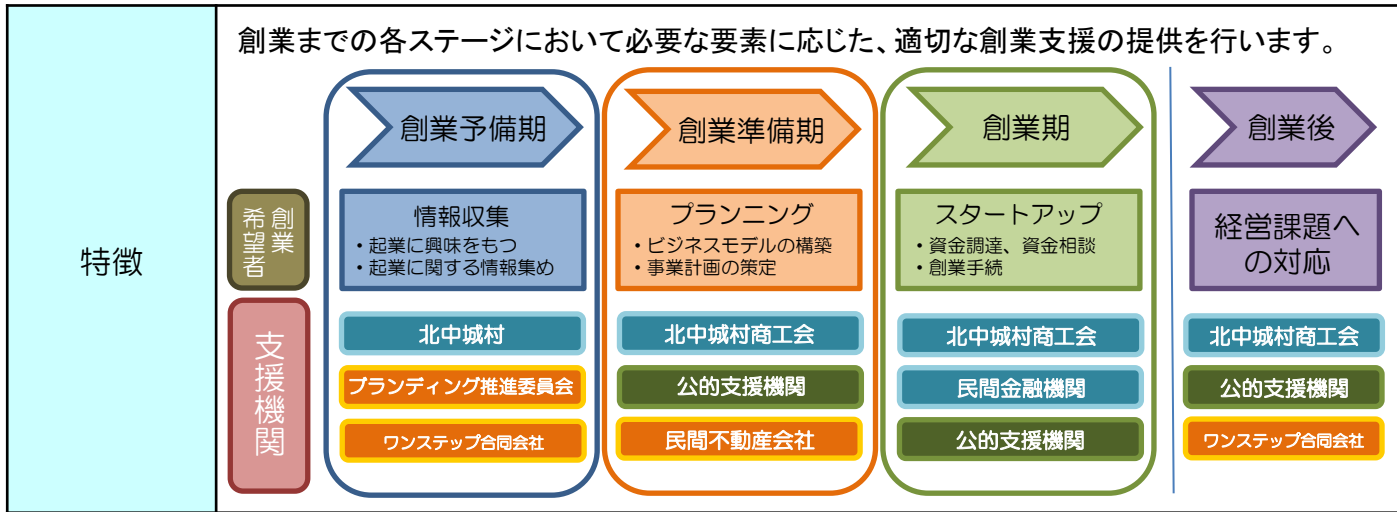 特徴
創業までの各ステージにおいて必要な要素に応じた、適切な創業支援の提供を行います。
創業予備期
創業準備期
創業期
創業後
創業
希望者
情報収集
・起業に興味をもつ
・起業に関する情報集め
プランニング
・ビジネスモデルの構築
・事業計画の策定
スタートアップ
・資金調達、資金相談
・創業手続
経営課題へ
の対応
支援機関
北中城村
北中城村商工会
北中城村商工会
北中城村商工会
ブランディング推進委員会
公的支援機関
民間金融機関
公的支援機関
ワンステップ合同会社
民間不動産会社
公的支援機関
ワンステップ合同会社